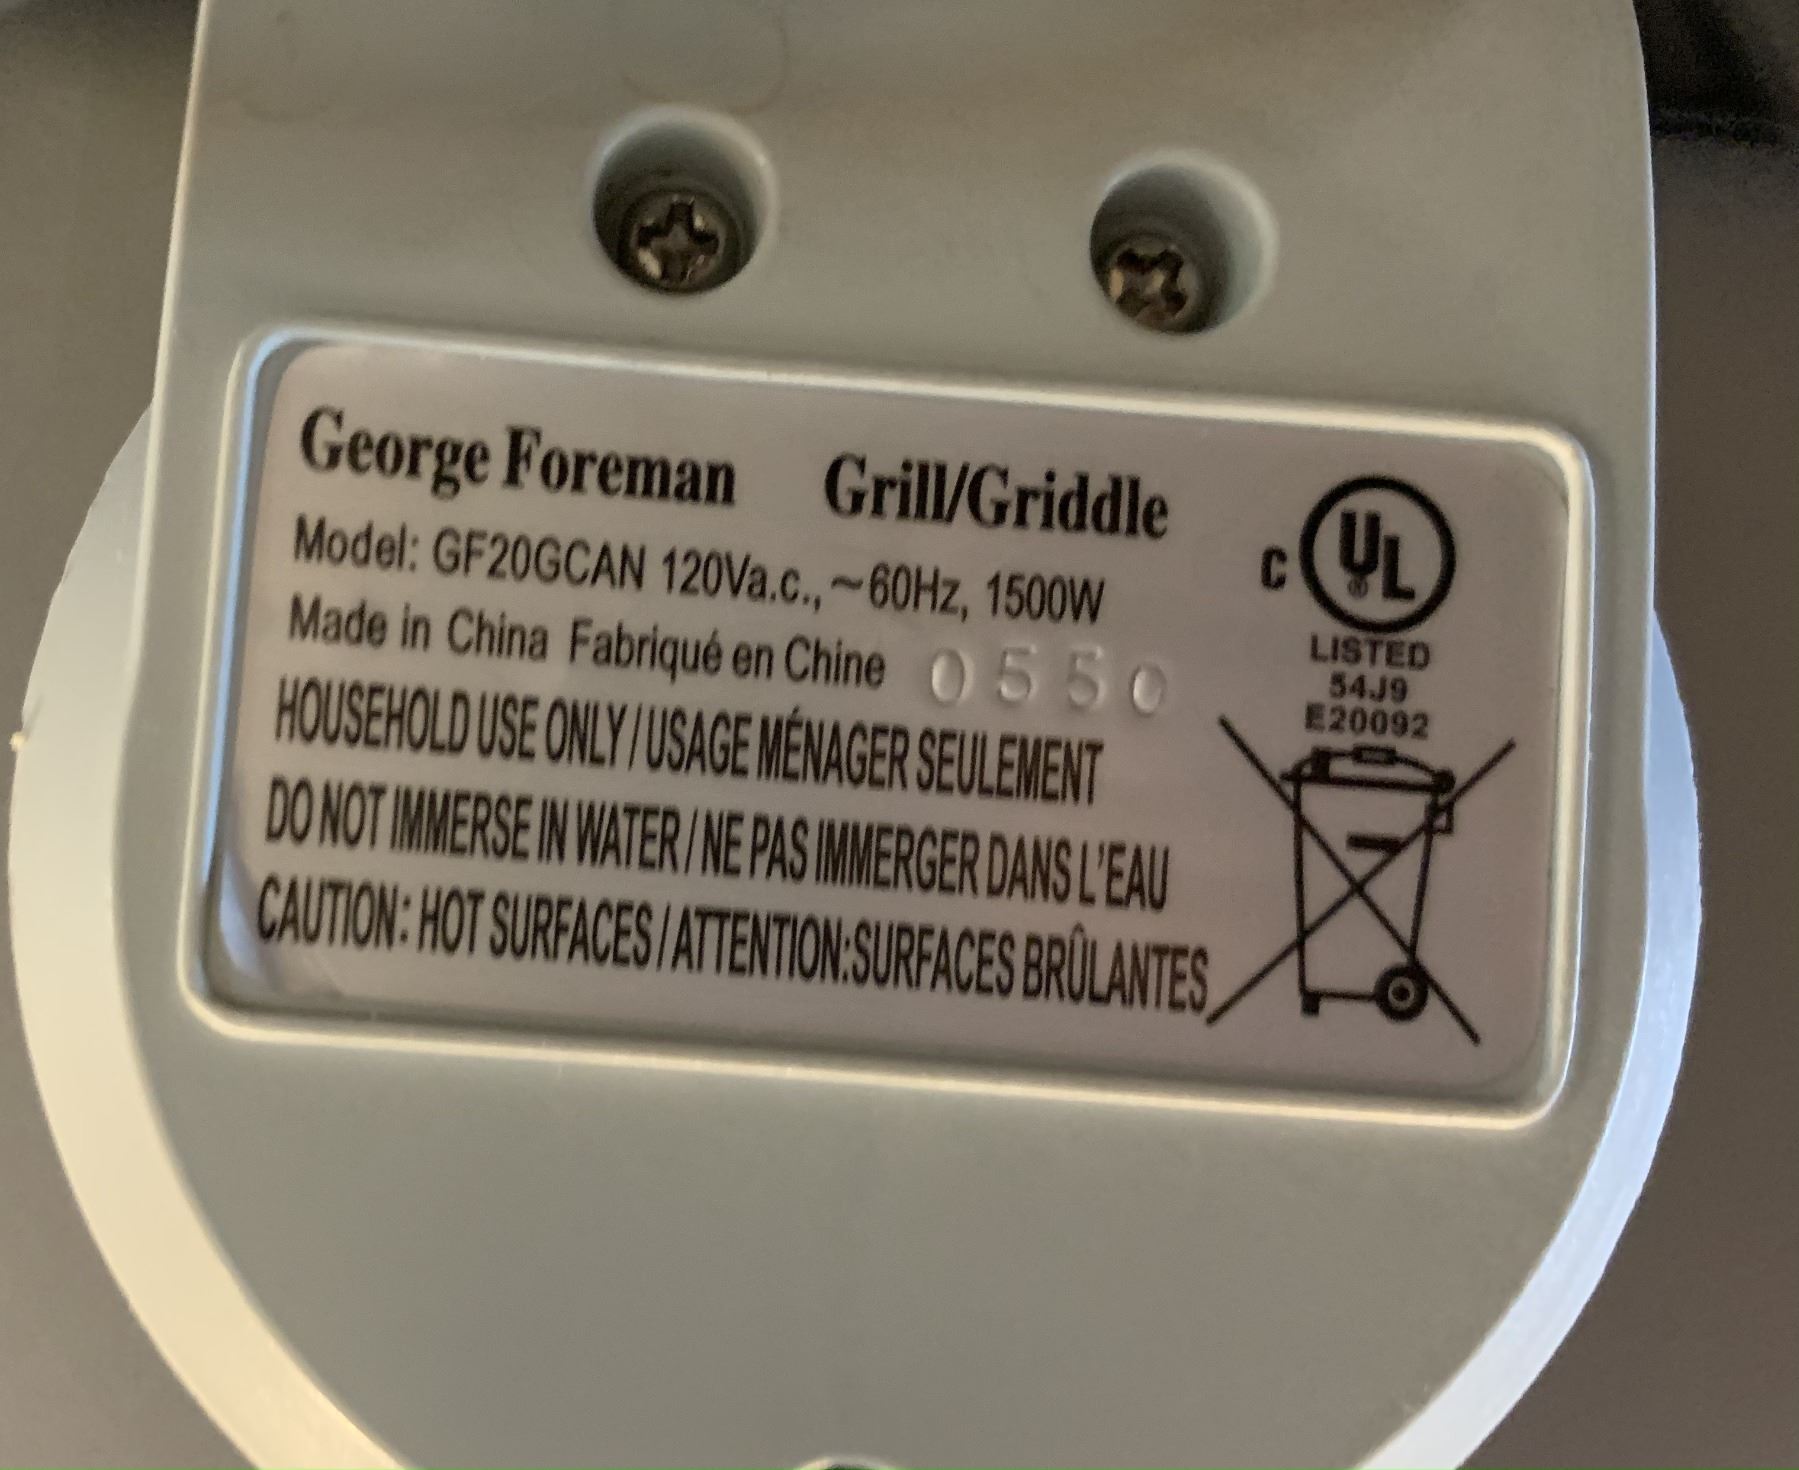 George Foreman Grill/Griddle
Model: GF20GCAN 120Va.c., ~60Hz, 1500W
Made in China Fabriqué en Chine 0550
HOUSEHOLD USE ONLY / USAGE MÉNAGER SEULEMENT
DO NOT IMMERSE IN WATER / NE PAS IMMERGER DANS L'EAU
CAUTION: HOT SURFACES / ATTENTION:SURFACES BRÛLANTES
C UL ®
LISTED
54J9
E20092